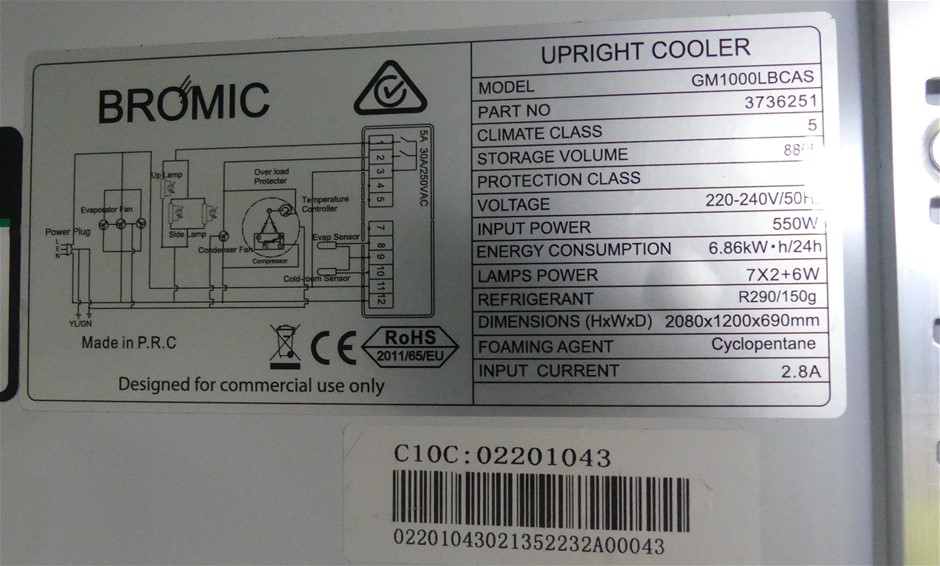 BROMIC
5A 30A/250VAC
1
2
3
4
5
7
8
9
10
11
12
Up Lamp
Over load
Protecter
Temperature
Controller
Evaporator Fan
Side Lamp
Power Plug
L
E
N
Condenser Fan
Compressor
Evap Sensor
Cold-room Sensor
YL/GN
Made in P.R.C
CE
RoHS
2011/65/EU
Designed for commercial use only
UPRIGHT COOLER
MODEL GM1000LBCAS
PART NO 3736251
CLIMATE CLASS 5
STORAGE VOLUME
PROTECTION CLASS
VOLTAGE 220-240V/50H
INPUT POWER 550W
ENERGY CONSUMPTION 6.86kW·h/24h
LAMPS POWER 7X2+6W
REFRIGERANT R290/150g
DIMENSIONS (HxWxD) 2080x1200x690mm
FOAMING AGENT Cyclopentane
INPUT CURRENT 2.8A
C10C:02201043
02201043021352232A00043